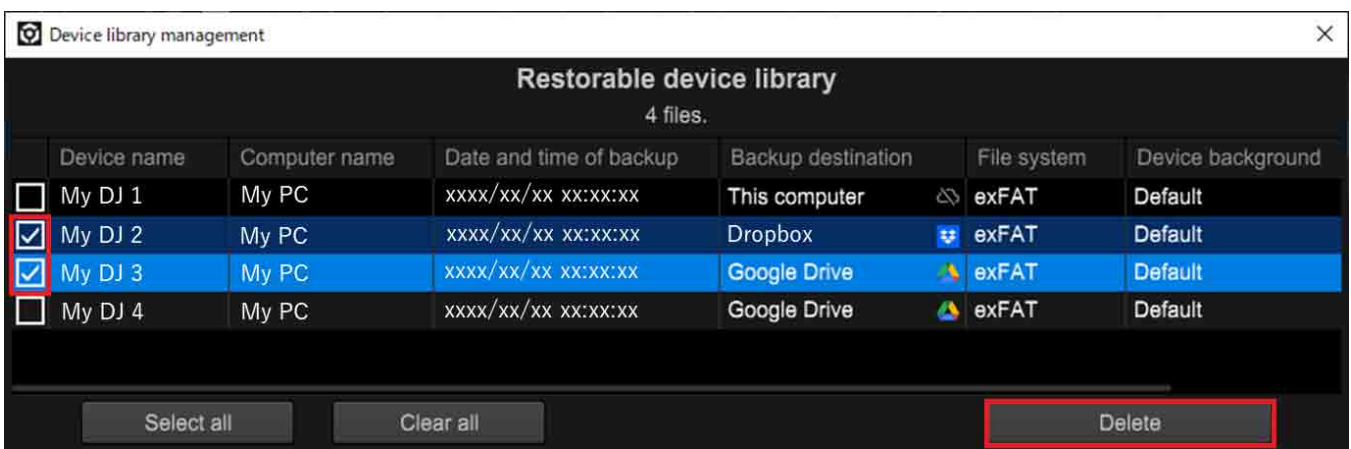 Device library management
Restorable device library
4 files.
Device name Computer name Date and time of backup Backup destination File system Device background
My DJ 1 My PC xxxx/xx/xx xx:xx:xx This computer exFAT Default
My DJ 2 My PC xxxx/xx/xx xx:xx:xx Dropbox exFAT Default
My DJ 3 My PC xxxx/xx/xx xx:xx:xx Google Drive exFAT Default
My DJ 4 My PC xxxx/xx/xx xx:xx:xx Google Drive exFAT Default
Select all Clear all Delete